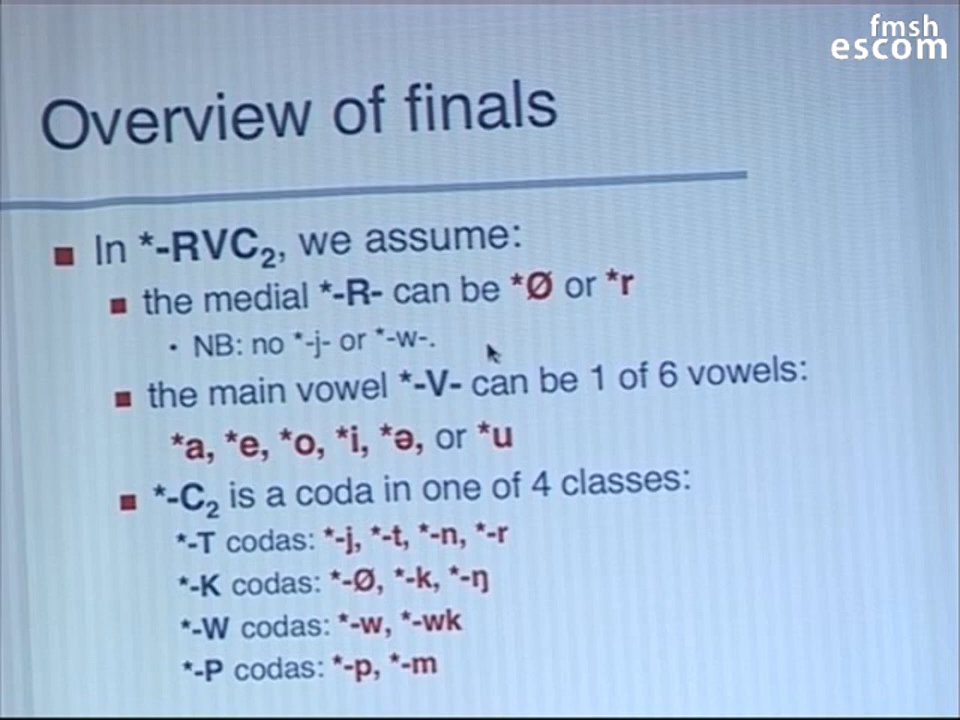 fmsh
escom
Overview of finals
In *-RVC₂, we assume:
the medial *-R- can be *Ø or *r
NB: no *-j- or *-w-.
the main vowel *-V- can be 1 of 6 vowels:
*a, *e, *o, *i, *ə, or *u
*-C₂ is a coda in one of 4 classes:
*-T codas: *-j, *-t, *-n, *-r
*-K codas: *-Ø, *-k, *-ŋ
*-W codas: *-w, *-wk
*-P codas: *-p, *-m